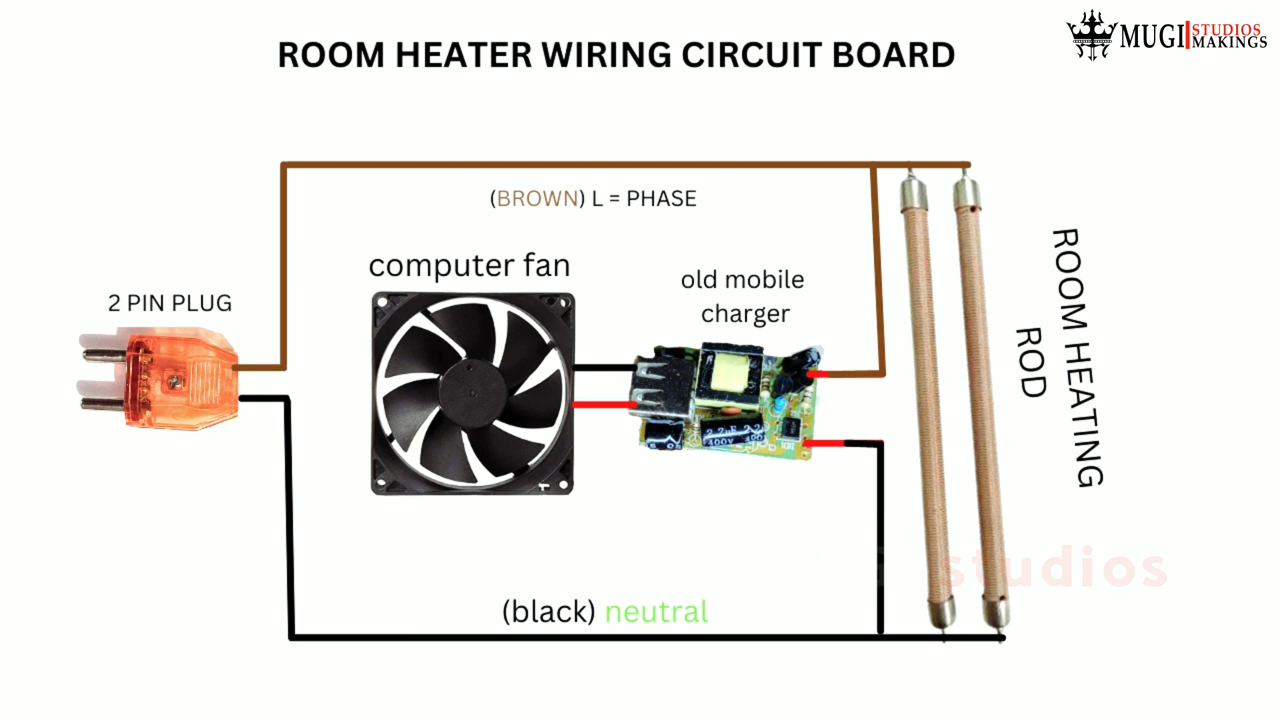 ROOM HEATER WIRING CIRCUIT BOARD
MUGI STUDIOS
MAKINGS
(BROWN) L = PHASE
computer fan
old mobile
charger
2 PIN PLUG
ROOM HEATING
ROD
400V
studios
(black) neutral